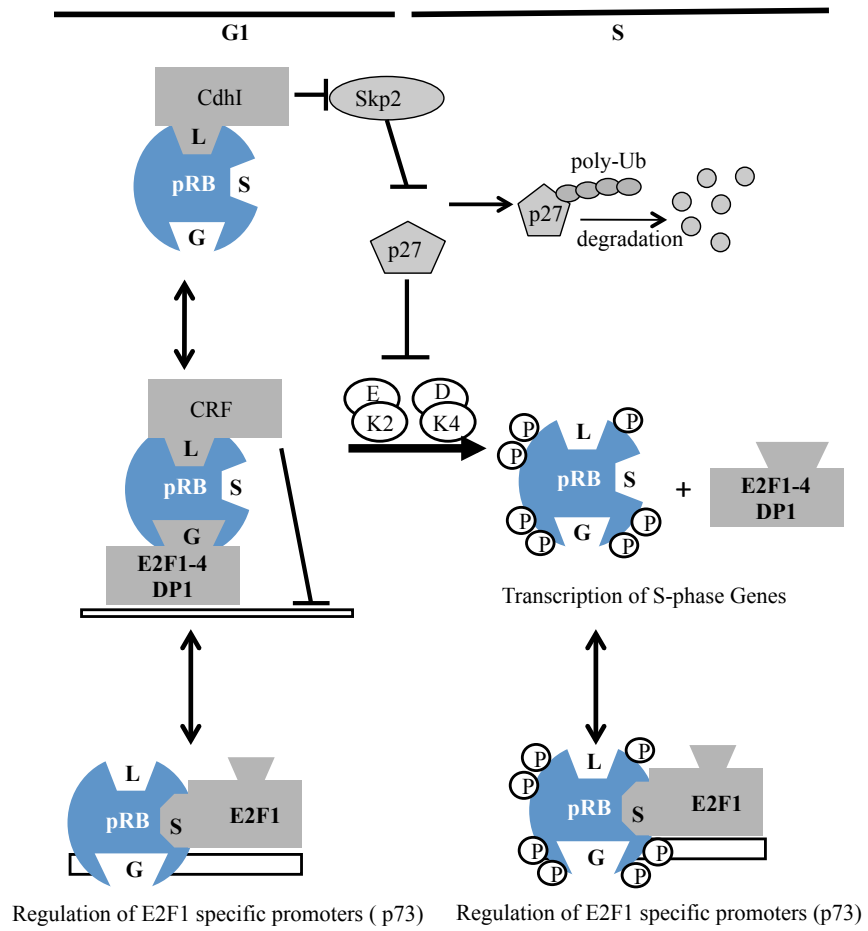 G1
S
CdhI
Skp2
L
pRB
S
G
poly-Ub
p27
degradation
p27
CRF
L
pRB
S
G
E2F1-4
DP1
E
K2
D
K4
P
P
P
L
pRB
S
G
P
P
P
P
+
E2F1-4
DP1
Transcription of S-phase Genes
L
pRB
S
E2F1
G
P
P
P
L
pRB
S
E2F1
G
P
P
P
P
Regulation of E2F1 specific promoters ( p73)
Regulation of E2F1 specific promoters (p73)